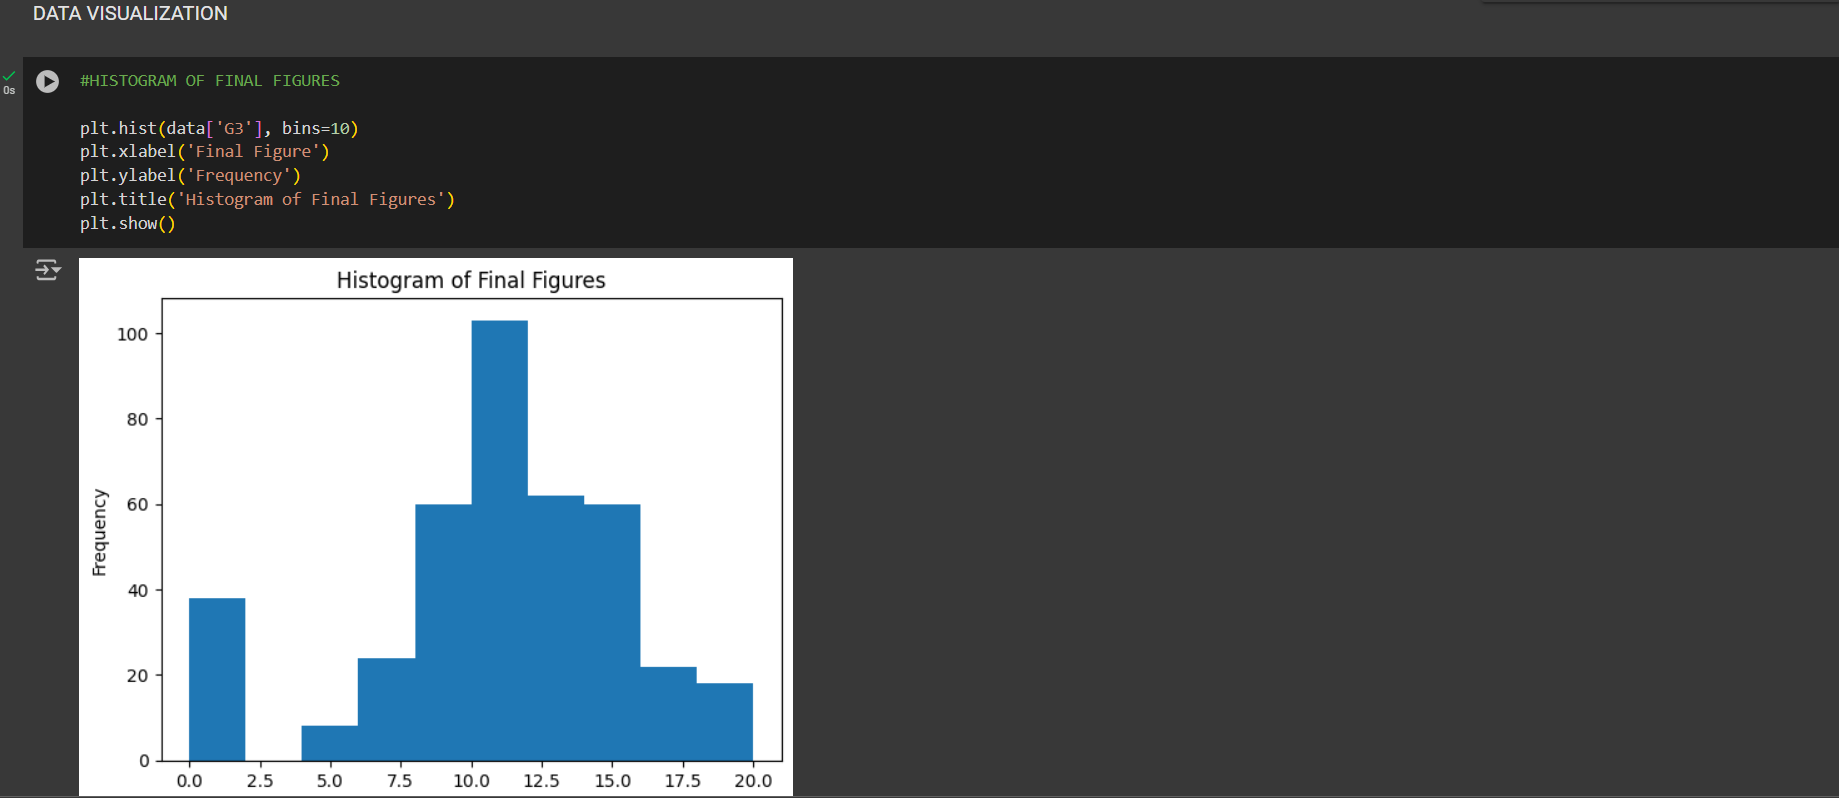 DATA VISUALIZATION
0s
#HISTOGRAM OF FINAL FIGURES
plt.hist(data['G3'], bins=10)
plt.xlabel('Final Figure')
plt.ylabel('Frequency')
plt.title('Histogram of Final Figures')
plt.show()
Histogram of Final Figures
100
80
60
40
20
0
Frequency
0.0 2.5 5.0 7.5 10.0 12.5 15.0 17.5 20.0